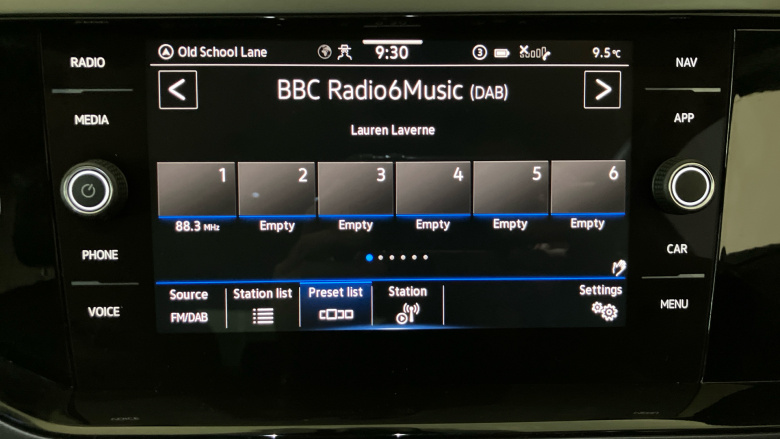 RADIO
MEDIA
PHONE
VOICE
Old School Lane 9:30 3 9.5°C
< BBC Radio6Music (DAB) >
Lauren Laverne
1 2 3 4 5 6
88.3 MHz Empty Empty Empty Empty Empty
Source Station list Preset list Station Settings
FM/DAB
NAV
APP
CAR
MENU